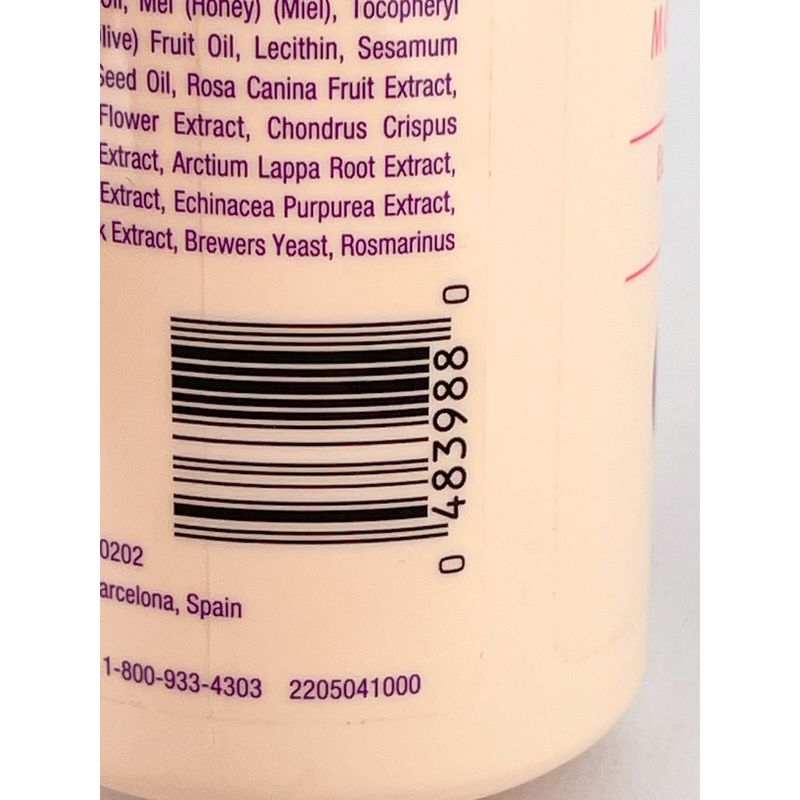 Oil, Mel (Honey) (Miel), Tocopheryl
live) Fruit Oil, Lecithin, Sesamum
Seed Oil, Rosa Canina Fruit Extract,
Flower Extract, Chondrus Crispus
Extract, Arctium Lappa Root Extract,
Extract, Echinacea Purpurea Extract,
k Extract, Brewers Yeast, Rosmarinus
0 483988 0
0202
arcelona, Spain
1-800-933-4303 2205041000